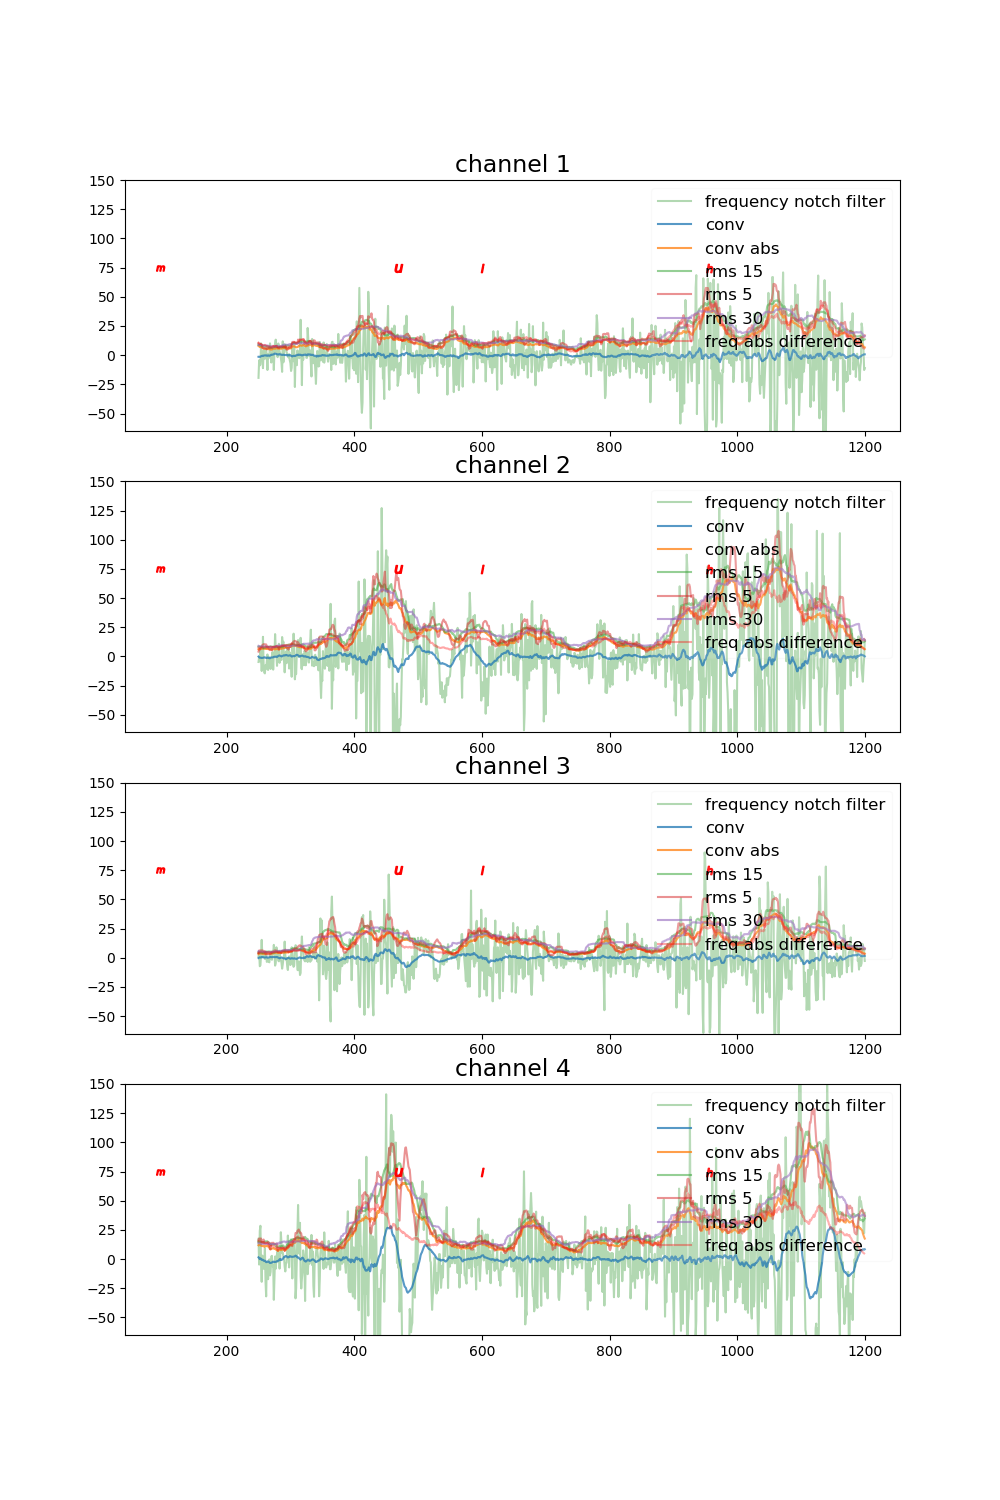 channel 1
150
125
100
75
50
25
0
−25
−50
m u l h
frequency notch filter
conv
conv abs
rms 15
rms 5
rms 30
freq abs difference
200 400 600 800 1000 1200
channel 2
150
125
100
75
50
25
0
−25
−50
m u l h
frequency notch filter
conv
conv abs
rms 15
rms 5
rms 30
freq abs difference
200 400 600 800 1000 1200
channel 3
150
125
100
75
50
25
0
−25
−50
m u l h
frequency notch filter
conv
conv abs
rms 15
rms 5
rms 30
freq abs difference
200 400 600 800 1000 1200
channel 4
150
125
100
75
50
25
0
−25
−50
m u l h
frequency notch filter
conv
conv abs
rms 15
rms 5
rms 30
freq abs difference
200 400 600 800 1000 1200